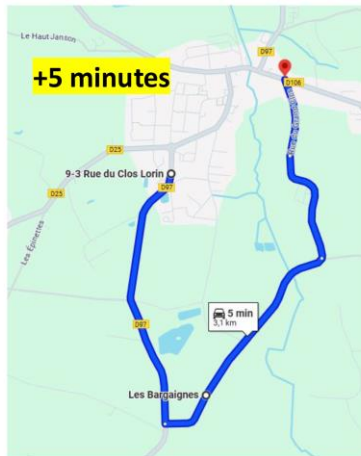 Le Haut Janson
D97
+5 minutes
D106
D25
9-3 Rue du Clos Lorin
D97
D25
Les Épinettes
5 min
3,1 km
D97
Les Bargaignes